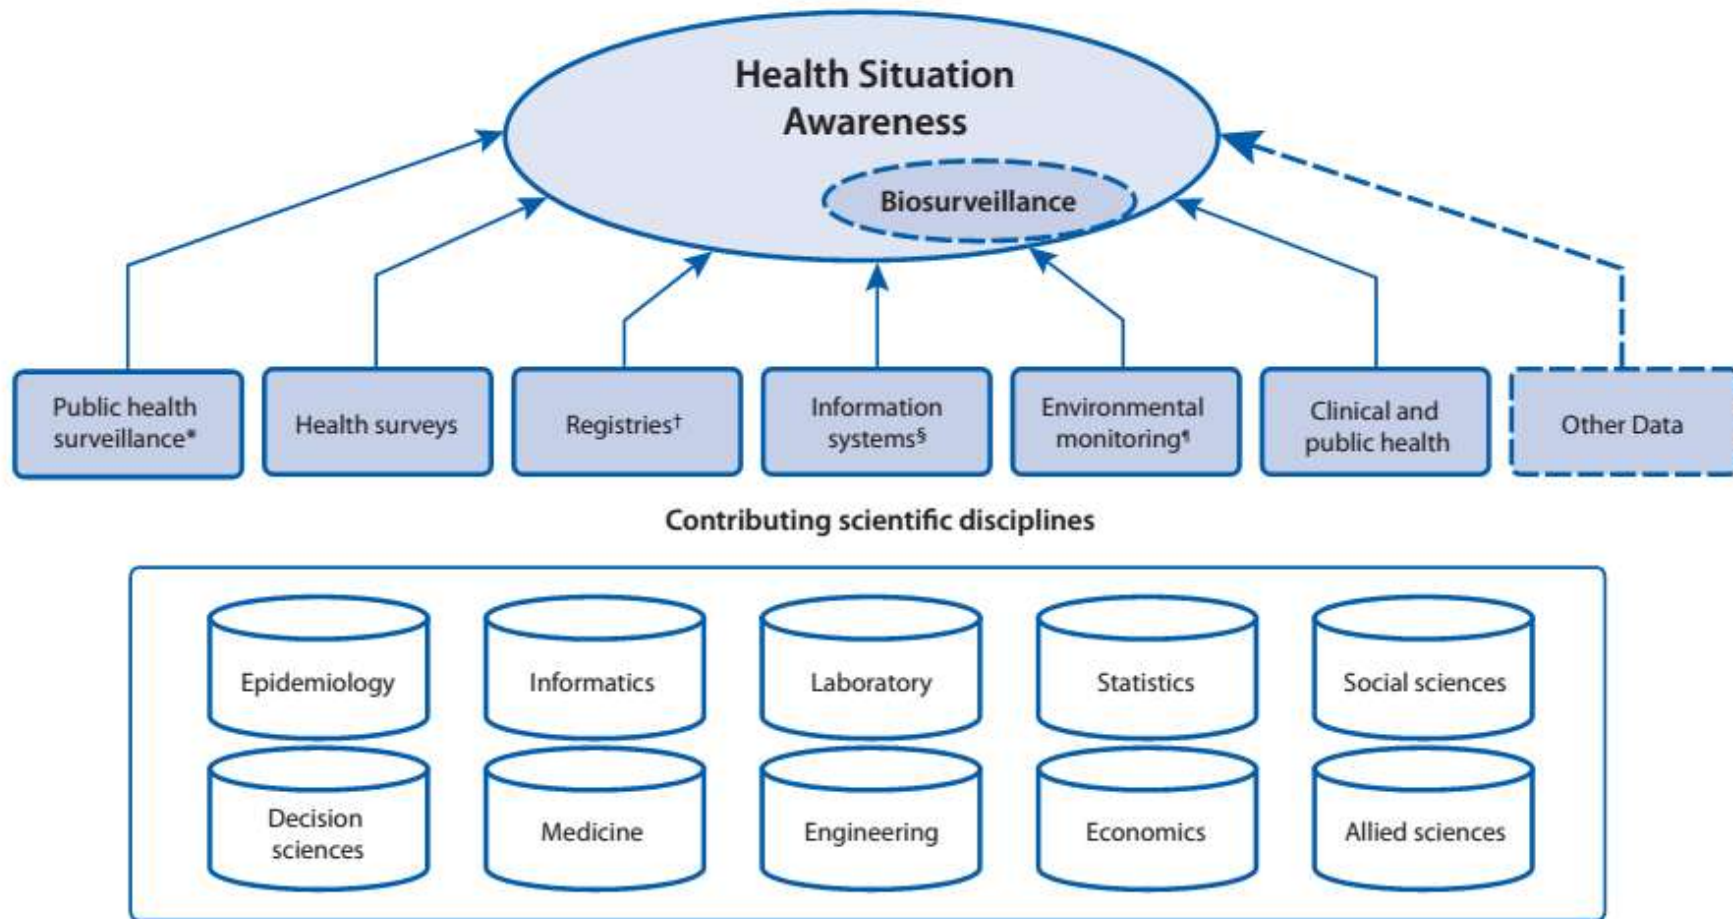 Health Situation
Awareness
Biosurveillance
Public health
surveillance*
Health surveys
Registries†
Information
systems§
Environmental
monitoring¶
Clinical and
public health
Other Data
Contributing scientific disciplines
Epidemiology
Informatics
Laboratory
Statistics
Social sciences
Decision
sciences
Medicine
Engineering
Economics
Allied sciences